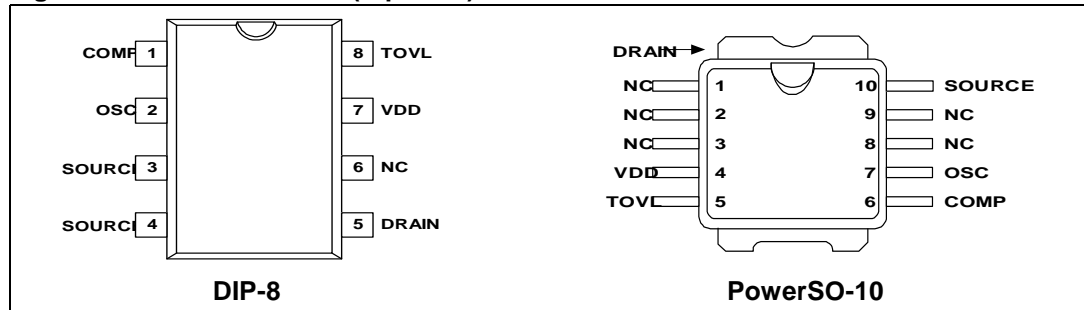 COMP 1 8 TOVL
OSC 2 7 VDD
SOURCE 3 6 NC
SOURCE 4 5 DRAIN
DIP-8
DRAIN
NC 1 10 SOURCE
NC 2 9 NC
NC 3 8 NC
VDD 4 7 OSC
TOVL 5 6 COMP
PowerSO-10